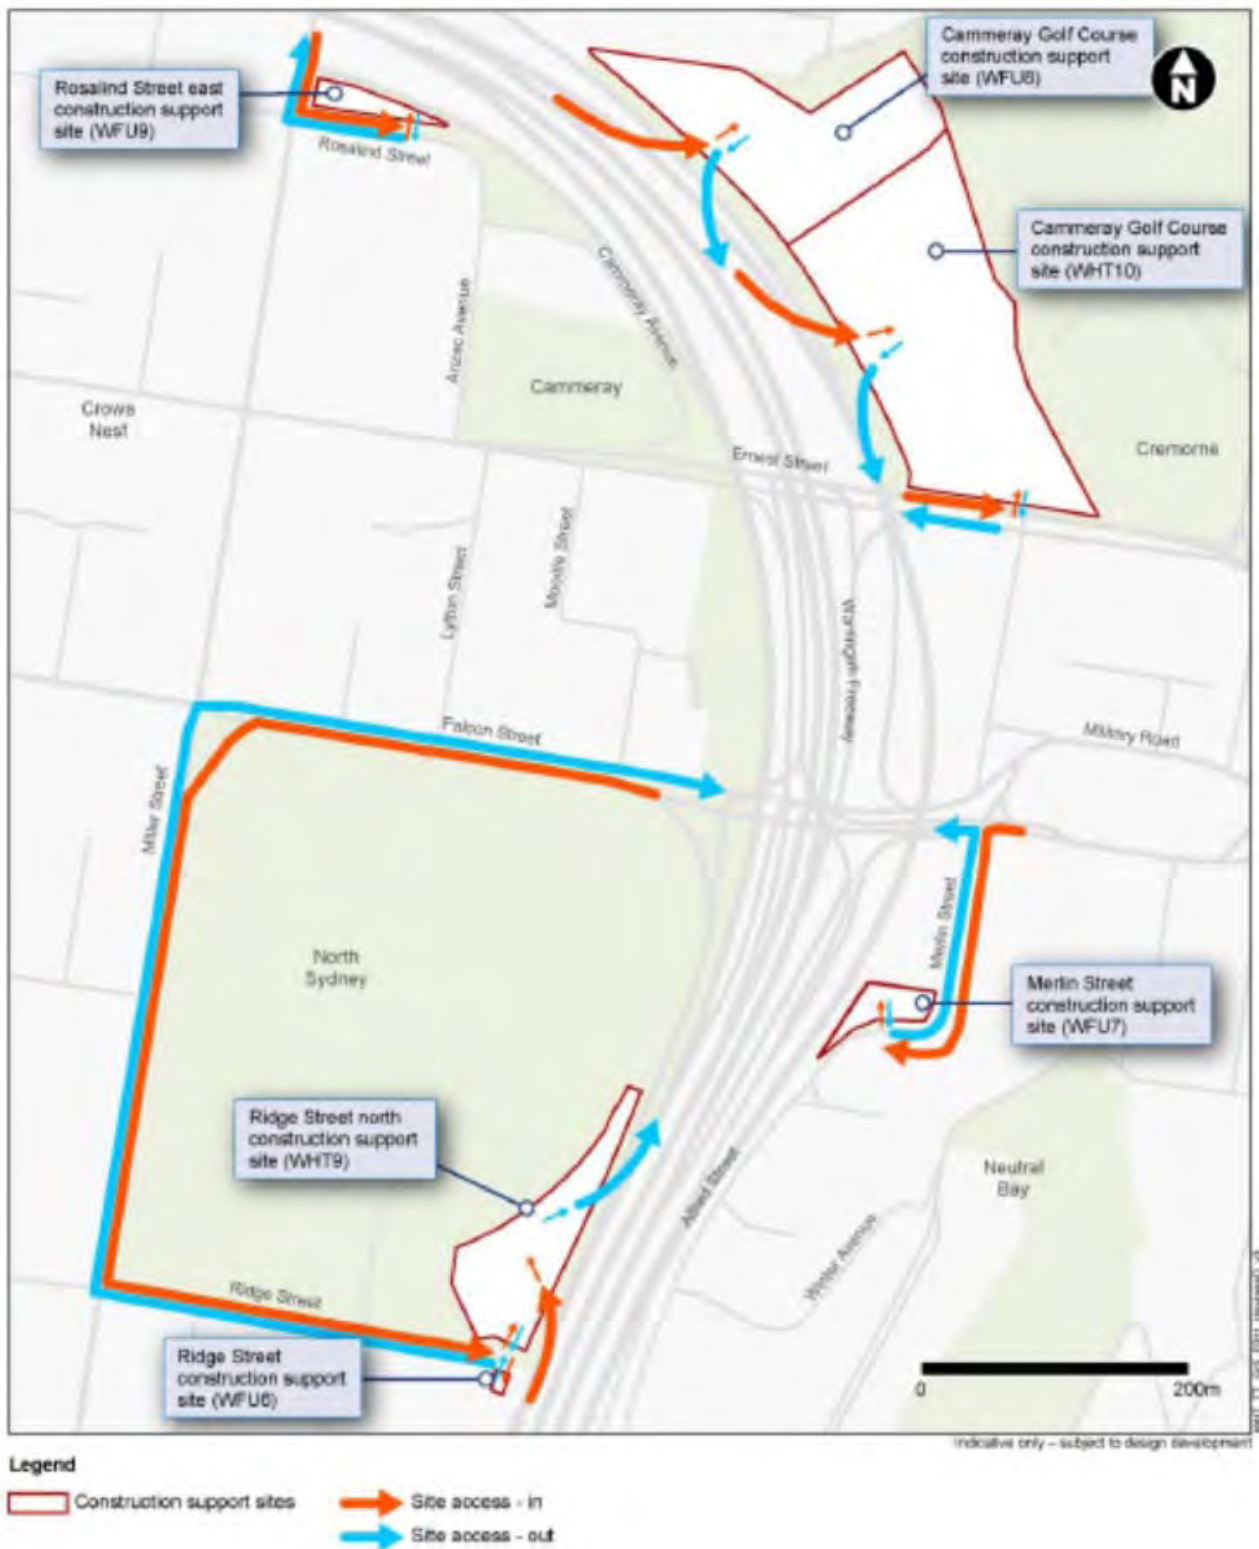 Cammeray Golf Course
construction support
site (WFU8)
N
Rosalind Street east
construction support
site (WFU9)
Rosalind Street
Cammeray Golf Course
construction support
site (WHT10)
Cammeray Avenue
Anzac Avenue
Cammeray
Crows
Nest
Ernest Street
Cremorne
Moodie Street
Lytton Street
Warringah Freeway
Falcon Street
Military Road
Miller Street
Merlin Street
North
Sydney
Merlin Street
construction support
site (WFU7)
Ridge Street north
construction support
site (WHT9)
Alfred Street
Neutral
Bay
Winter Avenue
Ridge Street
Ridge Street
construction support
site (WFU6)
0
200m
Indicative only – subject to design development
Legend
Construction support sites
Site access - in
Site access - out